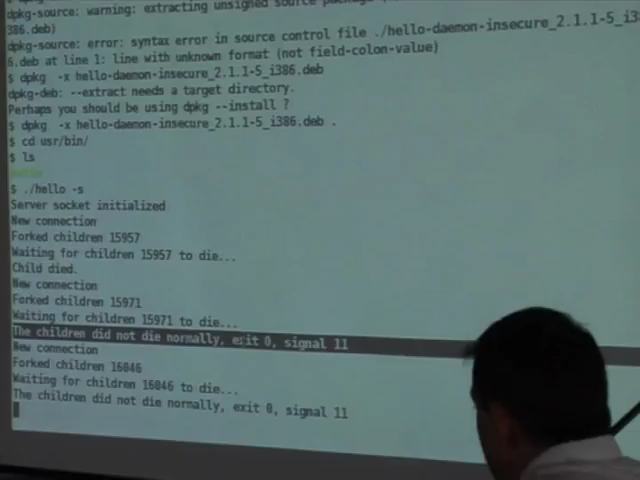 dpkg-source: warning: extracting unsigned source package
386.deb)
dpkg-source: error: syntax error in source control file ./hello-daemon-insecure_2.1.1-5_i3
6.deb at line 1: line with unknown format (not field-colon-value)
$ dpkg -x hello-daemon-insecure_2.1.1-5_i386.deb
dpkg-deb: --extract needs a target directory.
Perhaps you should be using dpkg --install ?
$ dpkg -x hello-daemon-insecure_2.1.1-5_i386.deb .
$ cd usr/bin/
$ ls
hello
$ ./hello -s
Server socket initialized
New connection
Forked children 15957
Waiting for children 15957 to die...
Child died.
New connection
Forked children 15971
Waiting for children 15971 to die...
The children did not die normally, exit 0, signal 11
New connection
Forked children 16046
Waiting for children 16046 to die...
The children did not die normally, exit 0, signal 11